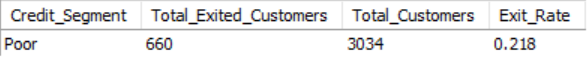 Credit_Segment Total_Exited_Customers Total_Customers Exit_Rate
Poor 660 3034 0.218